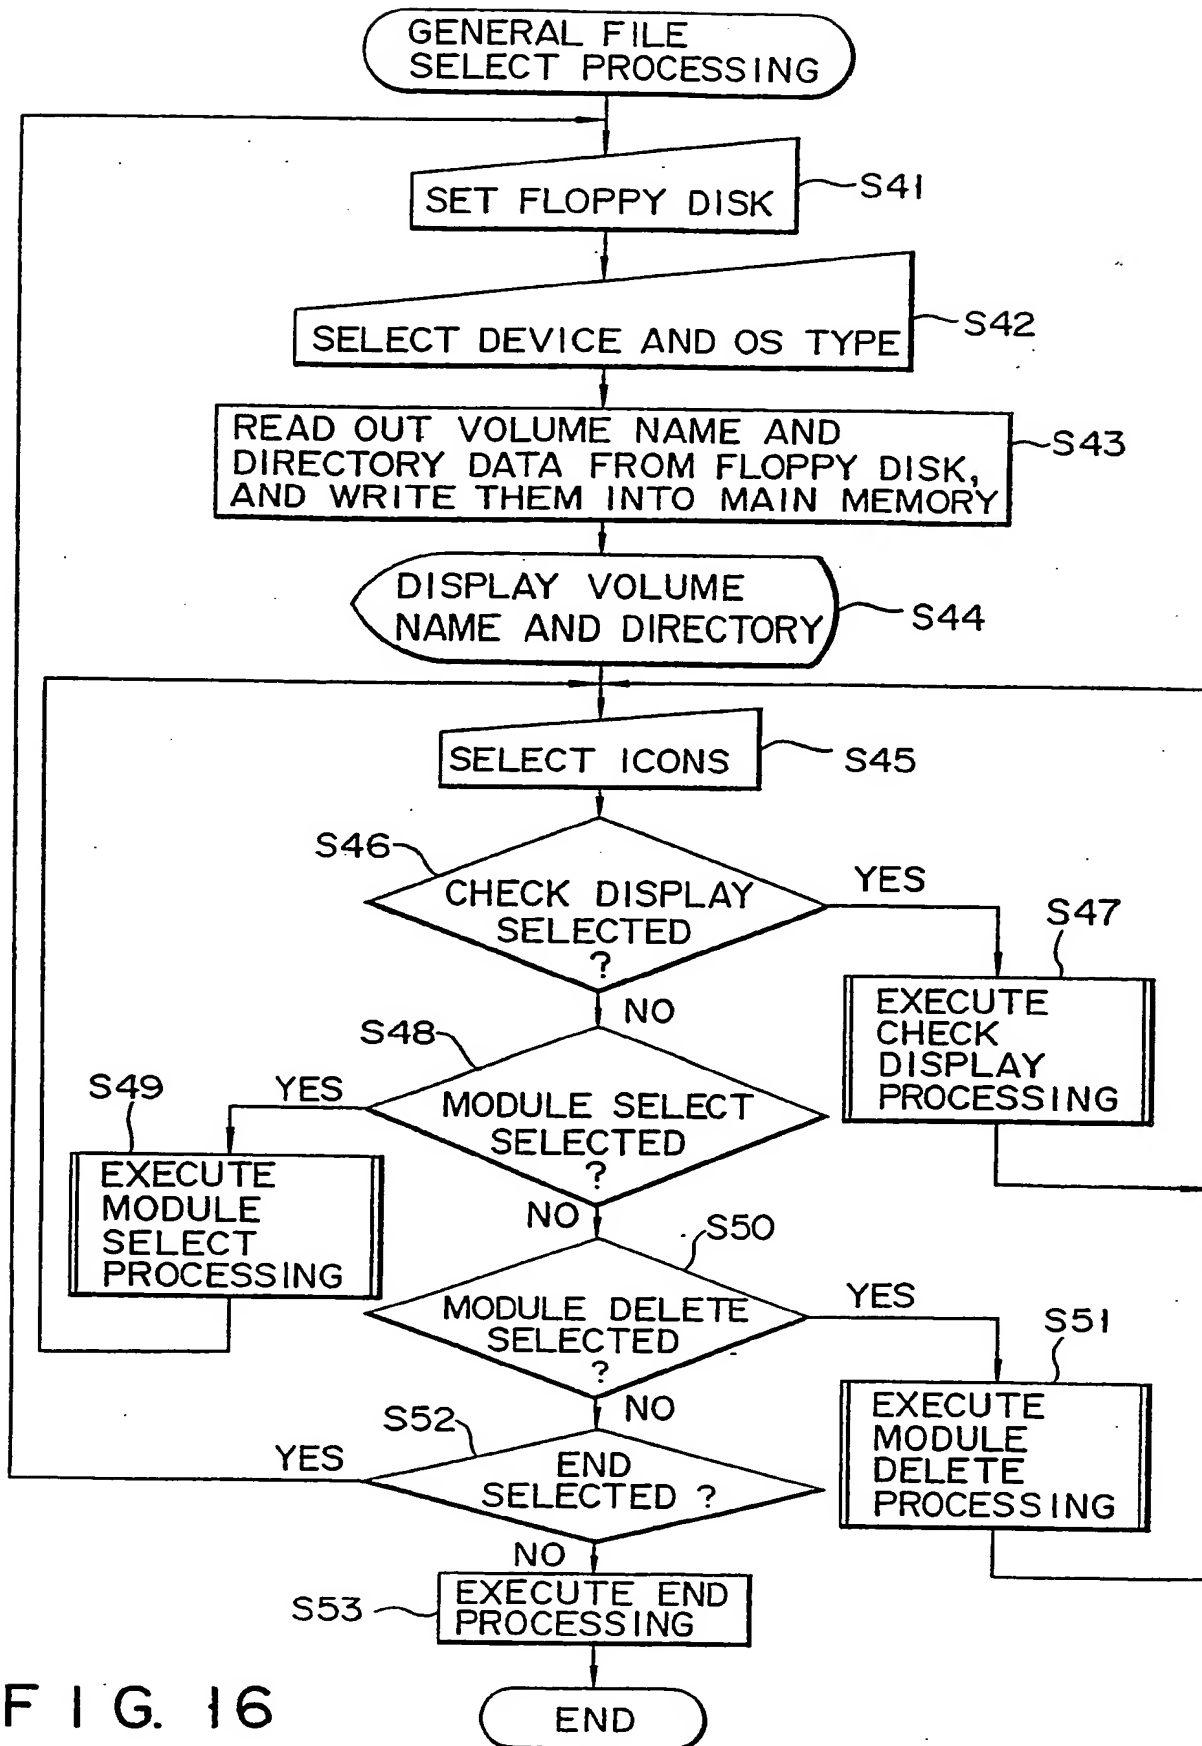 GENERAL FILE
SELECT PROCESSING
SET FLOPPY DISK
S41
SELECT DEVICE AND OS TYPE
S42
READ OUT VOLUME NAME AND
DIRECTORY DATA FROM FLOPPY DISK,
AND WRITE THEM INTO MAIN MEMORY
S43
DISPLAY VOLUME
NAME AND DIRECTORY
S44
SELECT ICONS
S45
S46
CHECK DISPLAY
SELECTED
?
YES
NO
S47
EXECUTE
CHECK
DISPLAY
PROCESSING
S48
MODULE SELECT
SELECTED
?
YES
NO
S49
EXECUTE
MODULE
SELECT
PROCESSING
S50
MODULE DELETE
SELECTED
?
YES
NO
S51
EXECUTE
MODULE
DELETE
PROCESSING
S52
END
SELECTED ?
YES
NO
S53
EXECUTE END
PROCESSING
END
FIG. 16